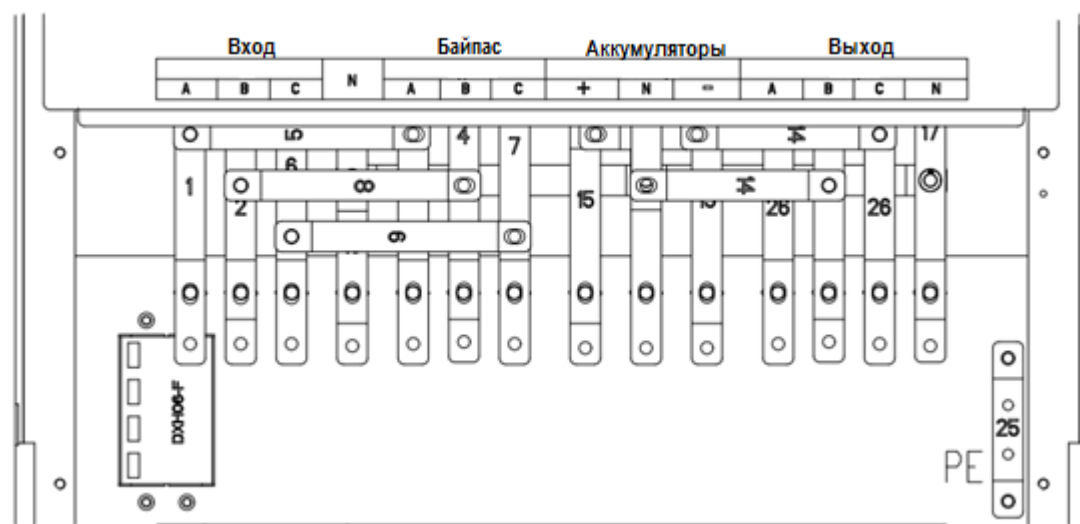 Вход Байпас Аккумуляторы Выход
A B C N A B C + N - A B C N
5 4 14 17
6 7
1 8 14
2 15 26 26
9
DXH06-F
25
PE